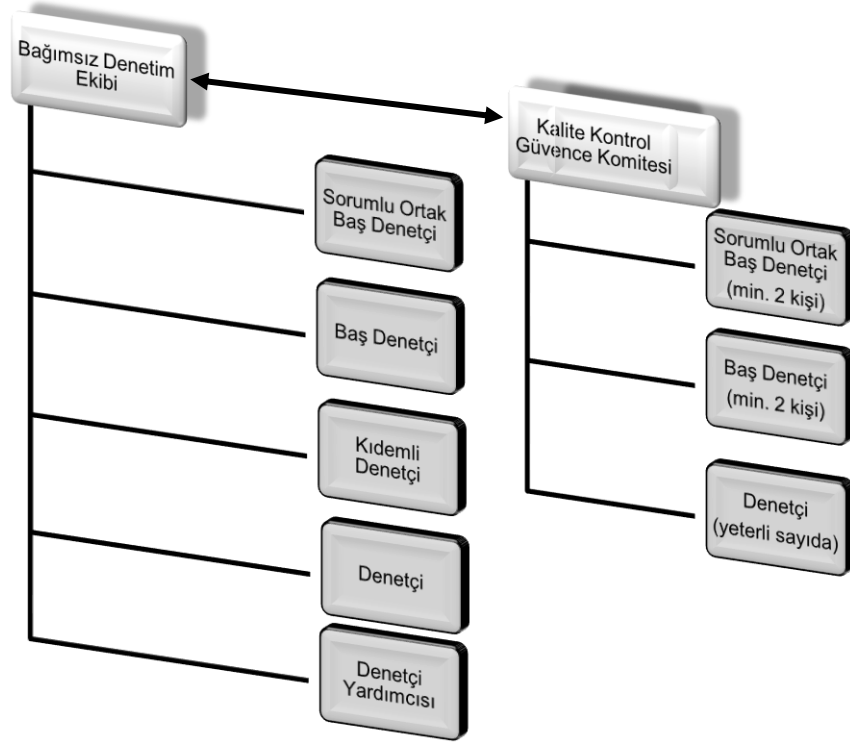 Bağımsız Denetim
Ekibi
Sorumlu Ortak
Baş Denetçi
Baş Denetçi
Kıdemli
Denetçi
Denetçi
Denetçi
Yardımcısı
Kalite Kontrol
Güvence Komitesi
Sorumlu Ortak
Baş Denetçi
(min. 2 kişi)
Baş Denetçi
(min. 2 kişi)
Denetçi
(yeterli sayıda)